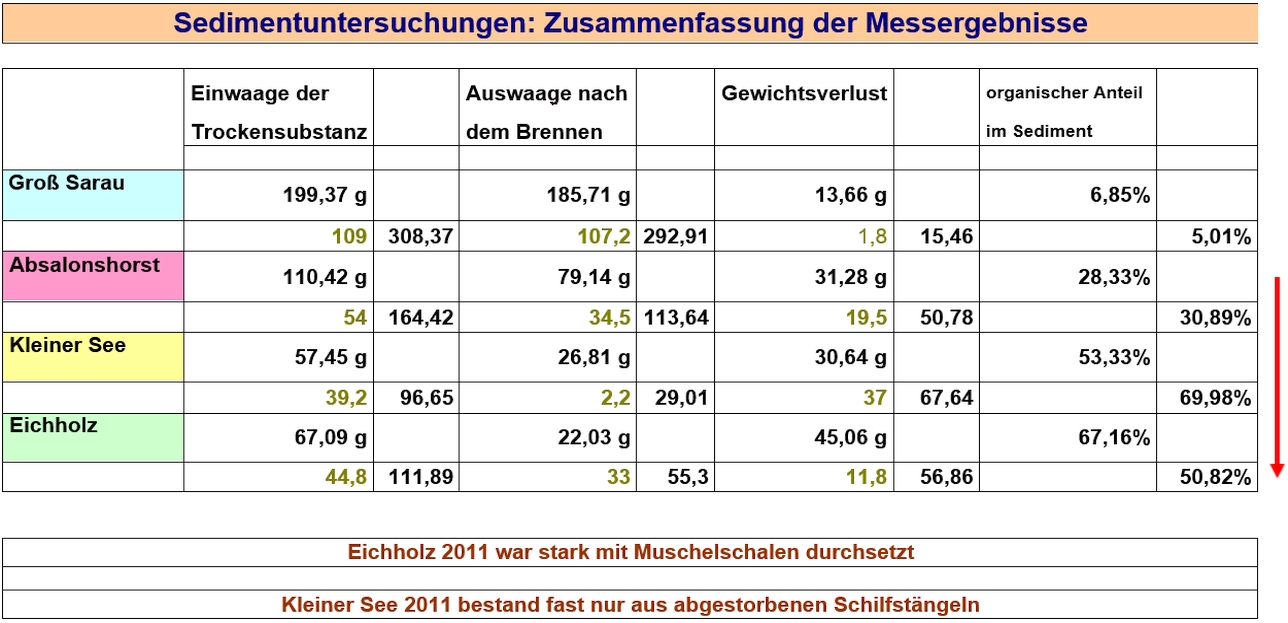 Sedimentuntersuchungen: Zusammenfassung der Messergebnisse
Einwaage der Auswaage nach Gewichtsverlust organischer Anteil
Trockensubstanz dem Brennen im Sediment
Groß Sarau 199,37 g 185,71 g 13,66 g 6,85%
109 308,37 107,2 292,91 1,8 15,46 5,01%
Absalonshorst 110,42 g 79,14 g 31,28 g 28,33%
54 164,42 34,5 113,64 19,5 50,78 30,89%
Kleiner See 57,45 g 26,81 g 30,64 g 53,33%
39,2 96,65 2,2 29,01 37 67,64 69,98%
Eichholz 67,09 g 22,03 g 45,06 g 67,16%
44,8 111,89 33 55,3 11,8 56,86 50,82%
Eichholz 2011 war stark mit Muschelschalen durchsetzt
Kleiner See 2011 bestand fast nur aus abgestorbenen Schilfstängeln